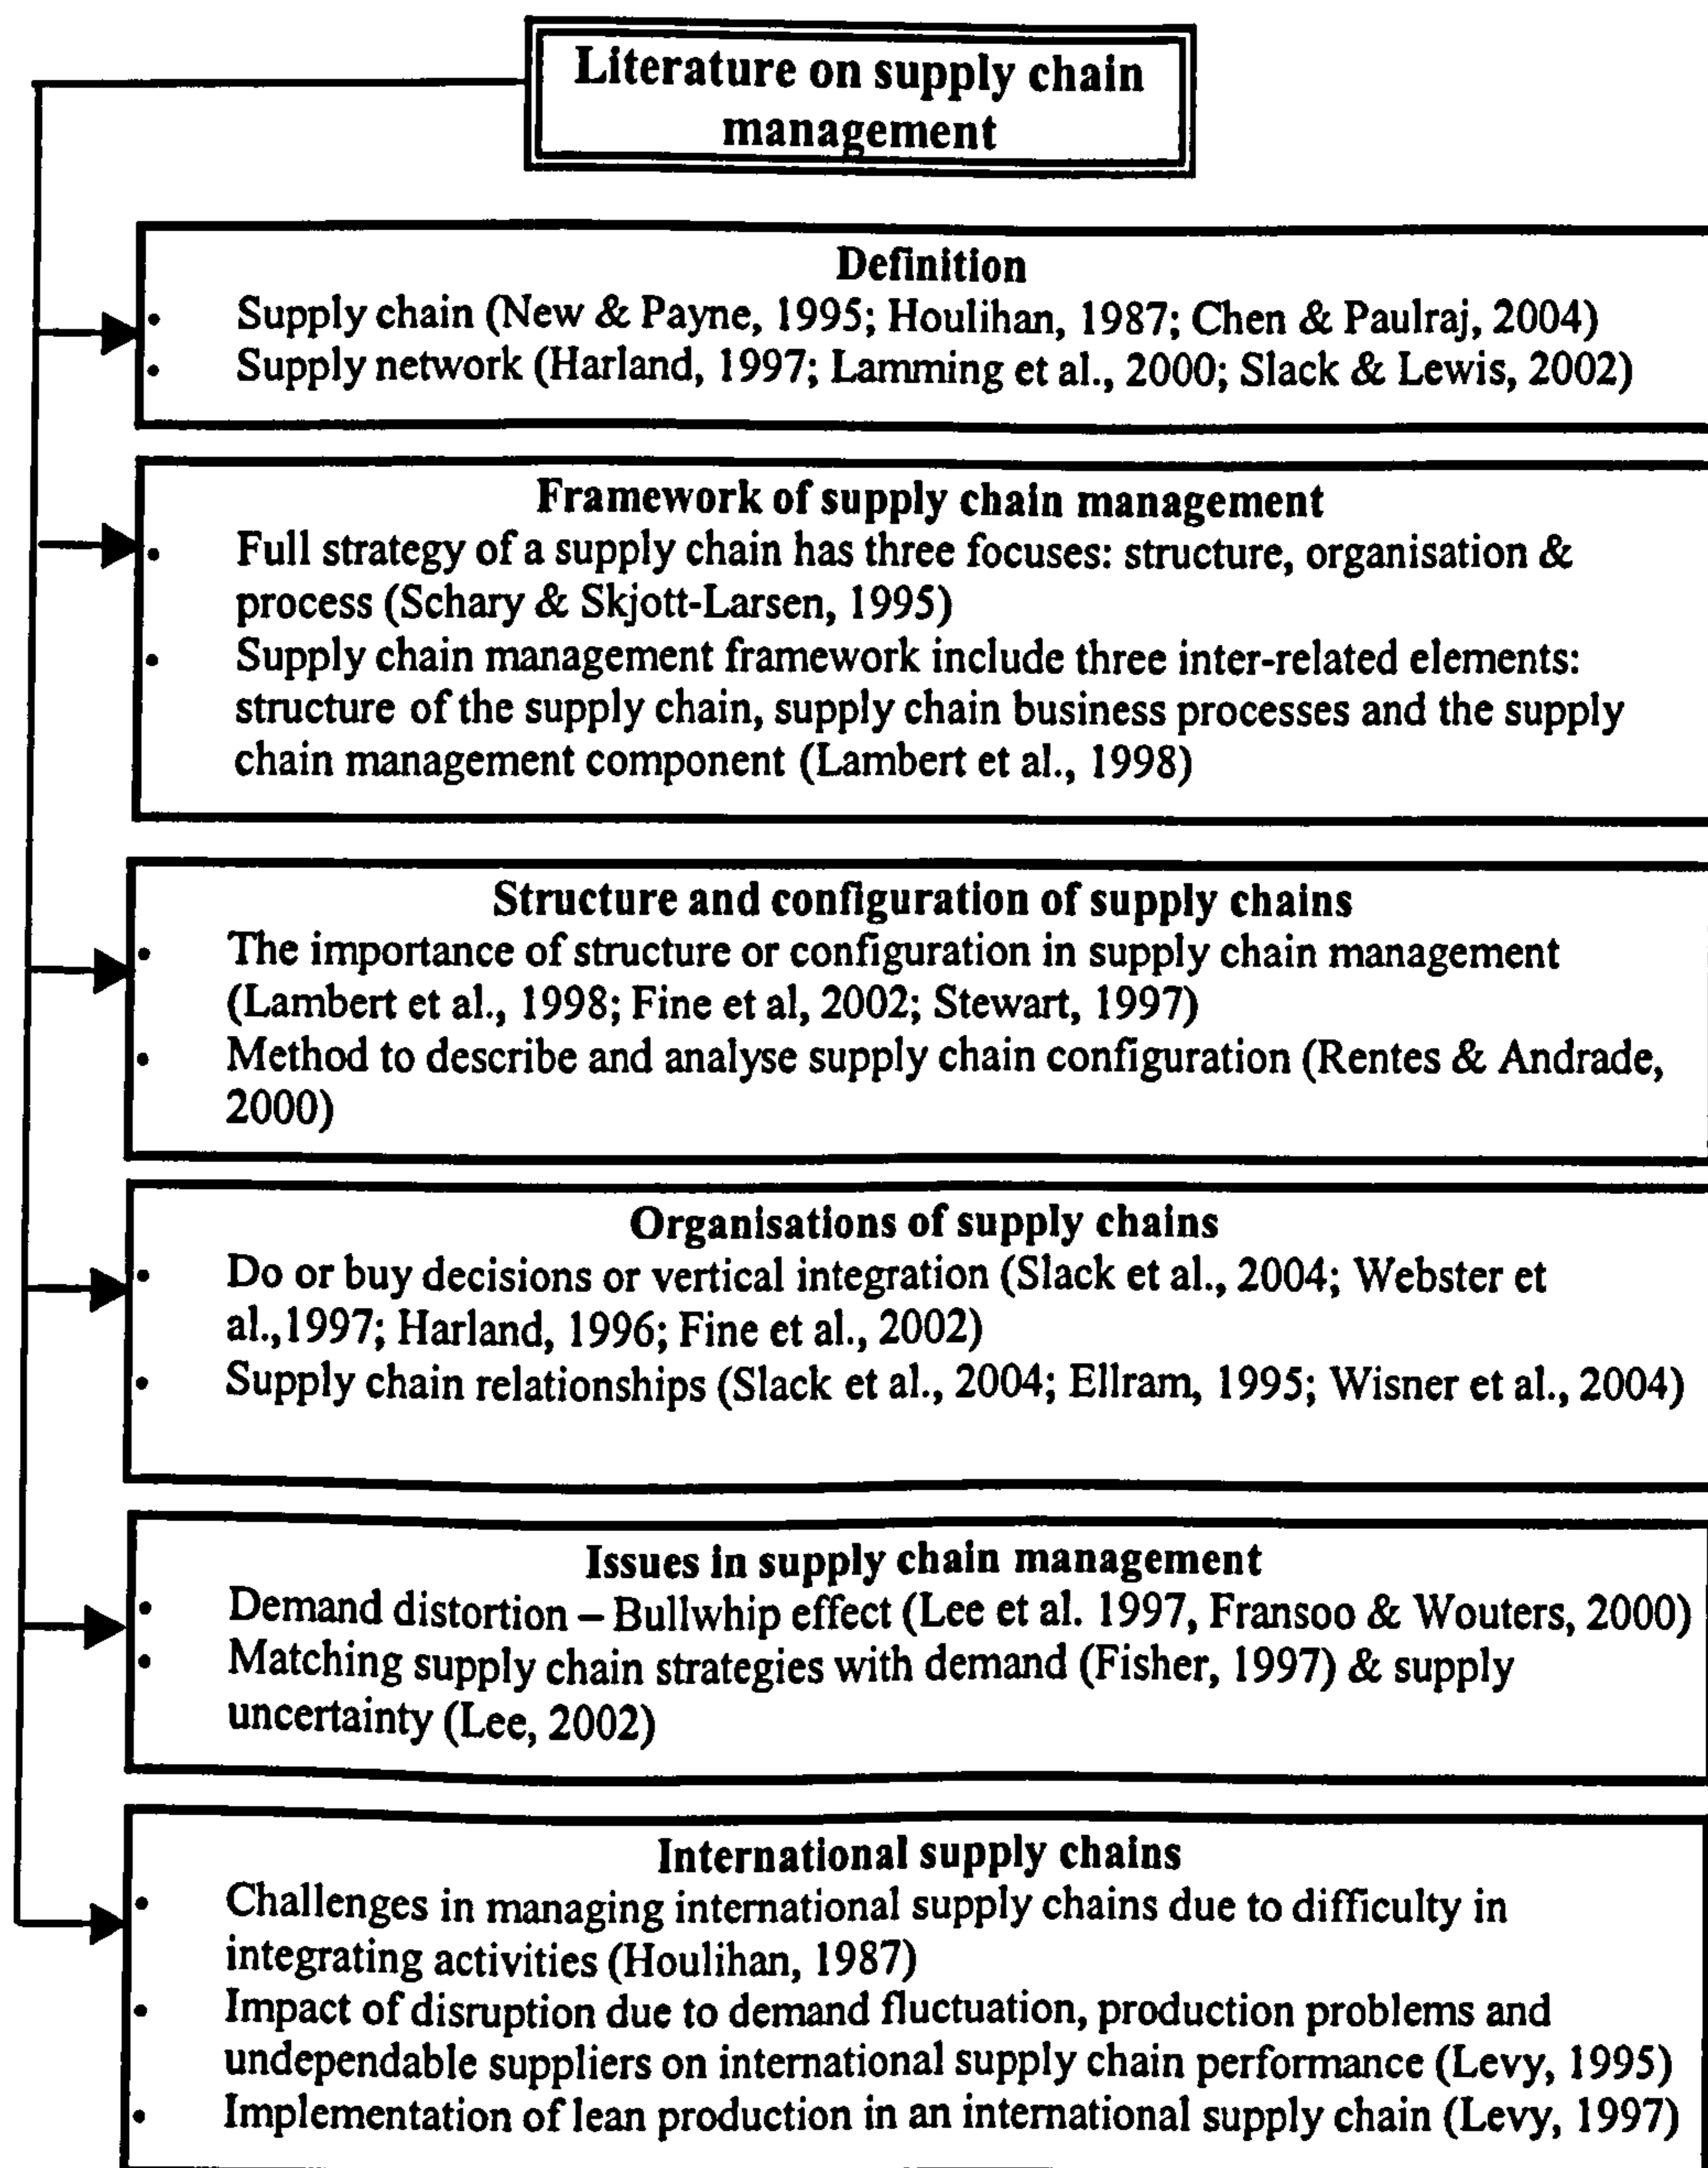 Literature on supply chain
management
Definition
• Supply chain (New & Payne, 1995; Houlihan, 1987; Chen & Paulraj, 2004)
• Supply network (Harland, 1997; Lamming et al., 2000; Slack & Lewis, 2002)
Framework of supply chain management
• Full strategy of a supply chain has three focuses: structure, organisation &
process (Schary & Skjott-Larsen, 1995)
• Supply chain management framework include three inter-related elements:
structure of the supply chain, supply chain business processes and the supply
chain management component (Lambert et al., 1998)
Structure and configuration of supply chains
• The importance of structure or configuration in supply chain management
(Lambert et al., 1998; Fine et al, 2002; Stewart, 1997)
• Method to describe and analyse supply chain configuration (Rentes & Andrade,
2000)
Organisations of supply chains
• Do or buy decisions or vertical integration (Slack et al., 2004; Webster et
al.,1997; Harland, 1996; Fine et al., 2002)
• Supply chain relationships (Slack et al., 2004; Ellram, 1995; Wisner et al., 2004)
Issues in supply chain management
• Demand distortion – Bullwhip effect (Lee et al. 1997, Fransoo & Wouters, 2000)
• Matching supply chain strategies with demand (Fisher, 1997) & supply
uncertainty (Lee, 2002)
International supply chains
• Challenges in managing international supply chains due to difficulty in
integrating activities (Houlihan, 1987)
• Impact of disruption due to demand fluctuation, production problems and
undependable suppliers on international supply chain performance (Levy, 1995)
• Implementation of lean production in an international supply chain (Levy, 1997)